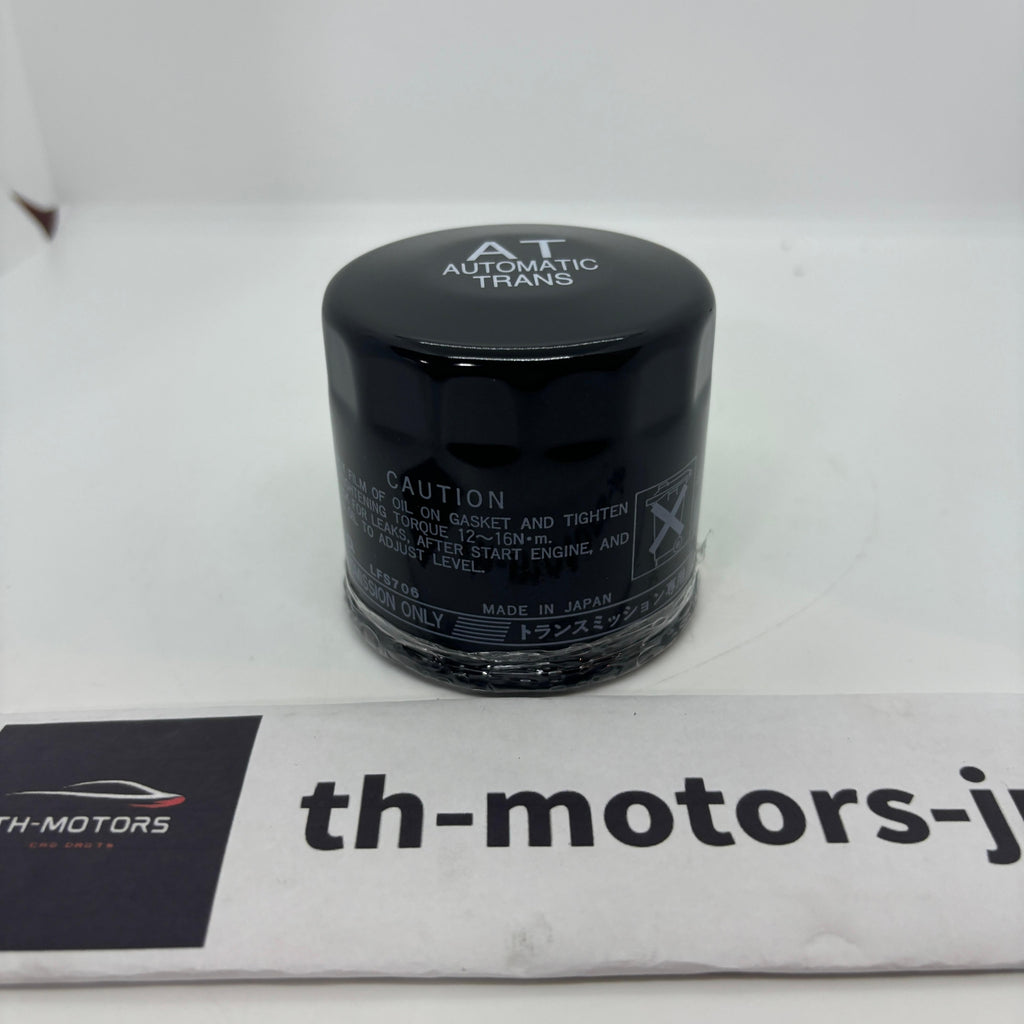 AT
AUTOMATIC
TRANS
CAUTION
FILM OF OIL ON GASKET AND TIGHTEN
TORQUE 12~16N·m.
FOR LEAKS, AFTER START ENGINE, AND
TO ADJUST LEVEL.
LFS706
ONLY
MADE IN JAPAN
トランスミッション
TH-MOTORS
th-motors-j